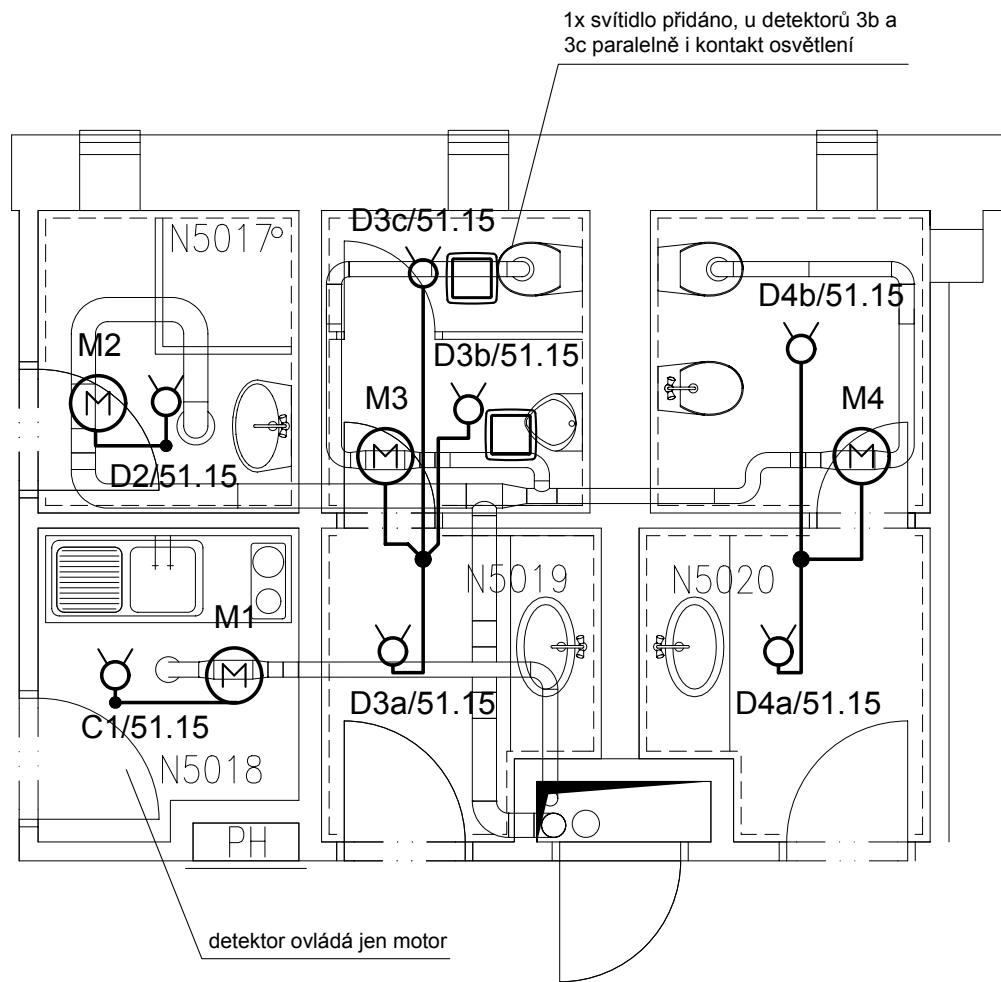 1x svítidlo přidáno, u detektorů 3b a
3c paralelně i kontakt osvětlení
D3c/51.15
N5017
D4b/51.15
M2
D3b/51.15
M3
M4
M
M
M
D2/51.15
N5019
N5020
M1
M
D3a/51.15
D4a/51.15
C1/51.15
N5018
PH
detektor ovládá jen motor